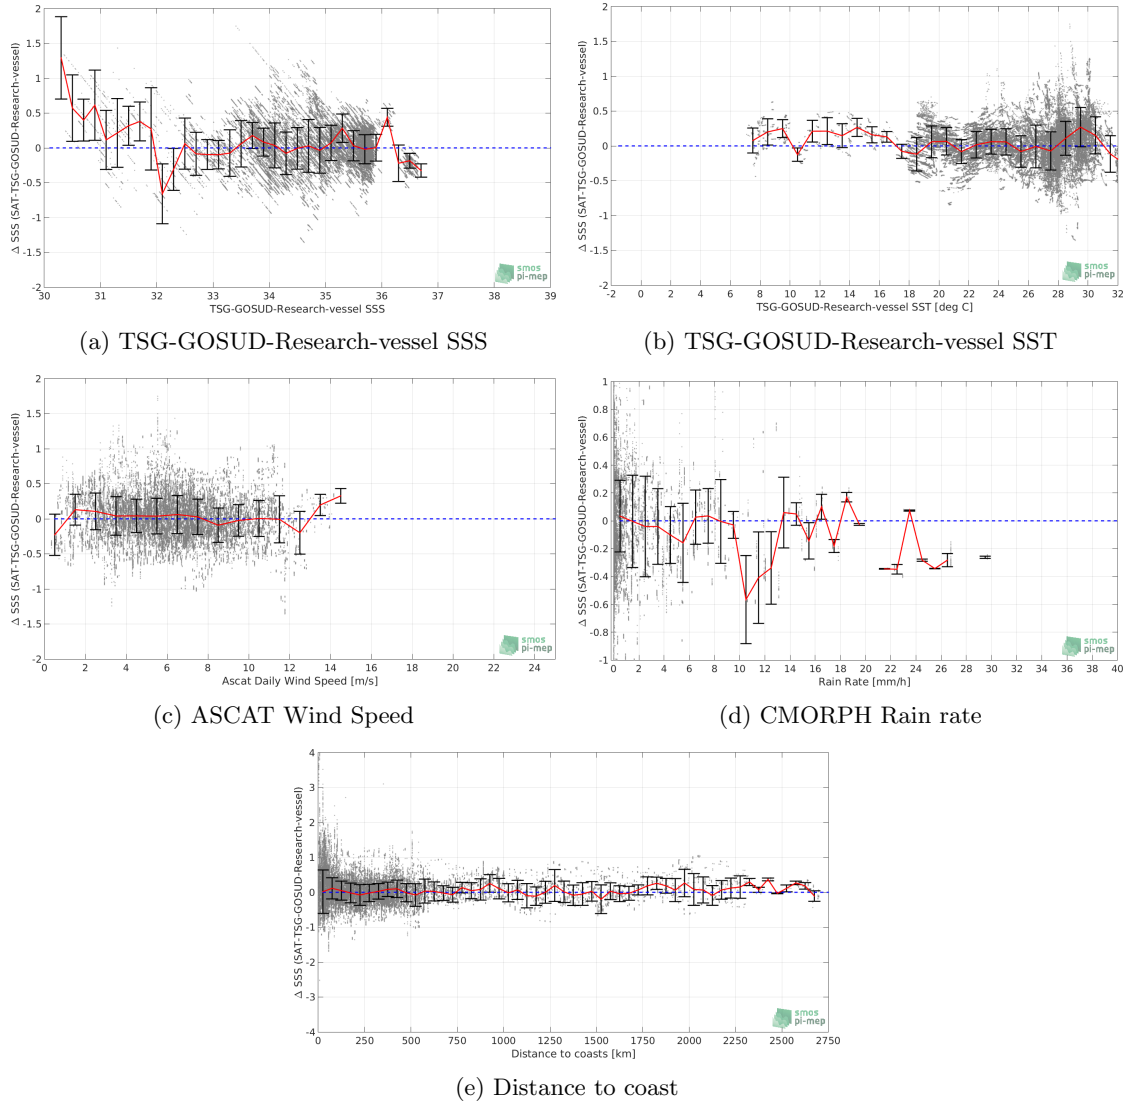 2
1.5
1
0.5
0
-0.5
-1
-1.5
-2
Δ SSS (SAT-TSG-GOSUD-Research-vessel)
30 31 32 33 34 35 36 37 38 39
TSG-GOSUD-Research-vessel SSS
smos
pi-mep
(a) TSG-GOSUD-Research-vessel SSS
2
1.5
1
0.5
0
-0.5
-1
-1.5
-2
Δ SSS (SAT-TSG-GOSUD-Research-vessel)
-2 0 2 4 6 8 10 12 14 16 18 20 22 24 26 28 30 32
TSG-GOSUD-Research-vessel SST [deg C]
smos
pi-mep
(b) TSG-GOSUD-Research-vessel SST
2
1.5
1
0.5
0
-0.5
-1
-1.5
-2
Δ SSS (SAT-TSG-GOSUD-Research-vessel)
0 2 4 6 8 10 12 14 16 18 20 22 24
Ascat Daily Wind Speed [m/s]
smos
pi-mep
(c) ASCAT Wind Speed
1
0.8
0.6
0.4
0.2
0
-0.2
-0.4
-0.6
-0.8
-1
Δ SSS (SAT-TSG-GOSUD-Research-vessel)
0 2 4 6 8 10 12 14 16 18 20 22 24 26 28 30 32 34 36 38 40
Rain Rate [mm/h]
smos
pi-mep
(d) CMORPH Rain rate
4
3
2
1
0
-1
-2
-3
-4
Δ SSS (SAT-TSG-GOSUD-Research-vessel)
0 250 500 750 1000 1250 1500 1750 2000 2250 2500 2750
Distance to coasts [km]
smos
pi-mep
(e) Distance to coast